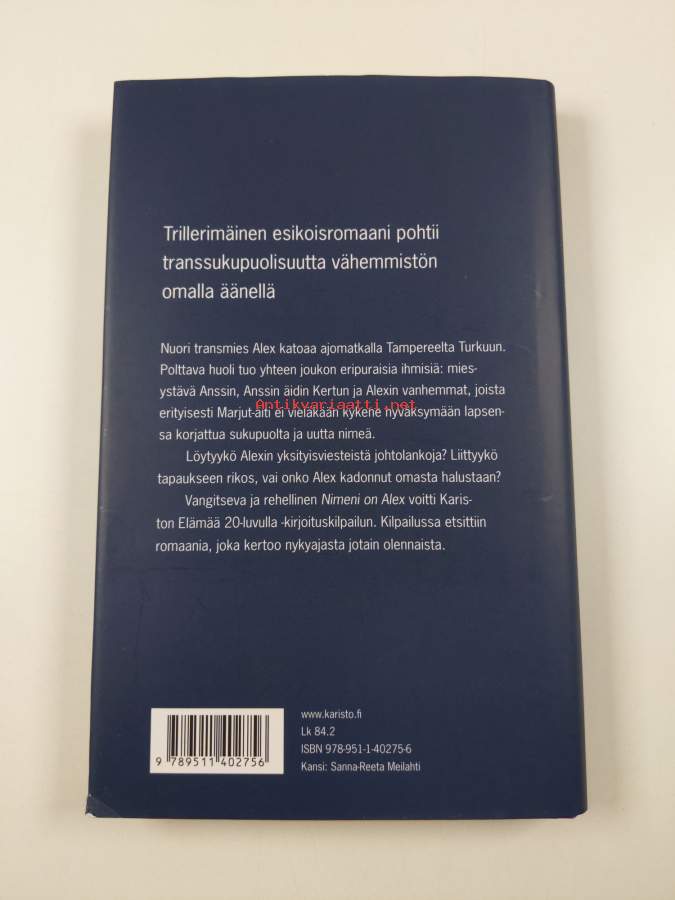 Trillerimäinen esikoisromaani pohtii
transsukupuolisuutta vähemmistön
omalla äänellä
Nuori transmies Alex katoaa ajomatkalla Tampereelta Turkuun.
Polttava huoli tuo yhteen joukon eripuraisia ihmisiä: mies-
ystävä Anssin, Anssin äidin Kertun ja Alexin vanhemmat, joista
Antikvariaatti.net
erityisesti Marjut-äiti ei vieläkään kykene hyväksymään lapsen-
sa korjattua sukupuolta ja uutta nimeä.
Löytyykö Alexin yksityisviesteistä johtolankoja? Liittyykö
tapaukseen rikos, vai onko Alex kadonnut omasta halustaan?
Vangitseva ja rehellinen Nimeni on Alex voitti Karis-
ton Elämää 20-luvulla -kirjoituskilpailun. Kilpailussa etsittiin
romaania, joka kertoo nykyajasta jotain olennaista.
www.karisto.fi
Lk 84.2
ISBN 978-951-1-40275-6
Kansi: Sanna-Reeta Meilahti
9 789511 402756